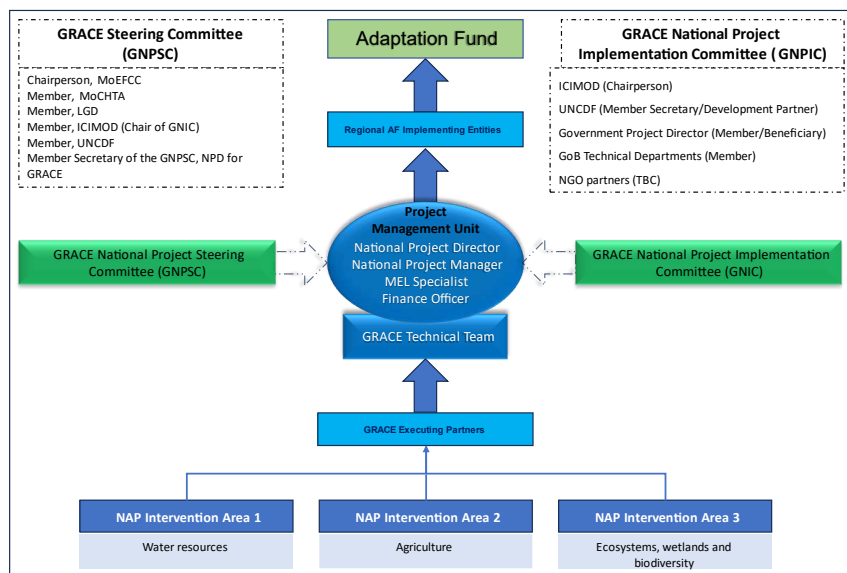 GRACE Steering Committee
(GNPSC)
Chairperson, MoEFCC
Member, MoCHTA
Member, LGD
Member, ICIMOD (Chair of GNIC)
Member, UNCDF
Member Secretary of the GNPSC, NPD for
GRACE
Adaptation Fund
GRACE National Project
Implementation Committee ( GNPIC)
ICIMOD (Chairperson)
UNCDF (Member Secretary/Development Partner)
Government Project Director (Member/Beneficiary)
GoB Technical Departments (Member)
NGO partners (TBC)
Regional AF Implementing Entities
Project
Management Unit
National Project Director
National Project Manager
MEL Specialist
Finance Officer
GRACE National Project Steering
Committee (GNPSC)
GRACE National Project Implementation
Committee (GNIC)
GRACE Technical Team
GRACE Executing Partners
NAP Intervention Area 1
Water resources
NAP Intervention Area 2
Agriculture
NAP Intervention Area 3
Ecosystems, wetlands and
biodiversity